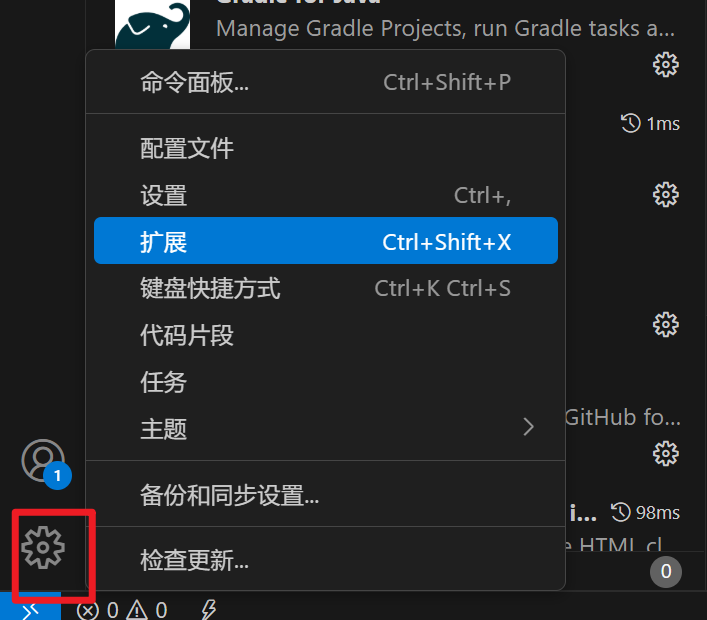 Gradle for Java
Manage Gradle Projects, run Gradle tasks a...
命令面板... Ctrl+Shift+P
1ms
配置文件
设置 Ctrl+,
扩展 Ctrl+Shift+X
键盘快捷方式 Ctrl+K Ctrl+S
代码片段
任务
GitHub fo...
主题
1
备份和同步设置...
i... 98ms
HTML cl
检查更新...
0
0 0